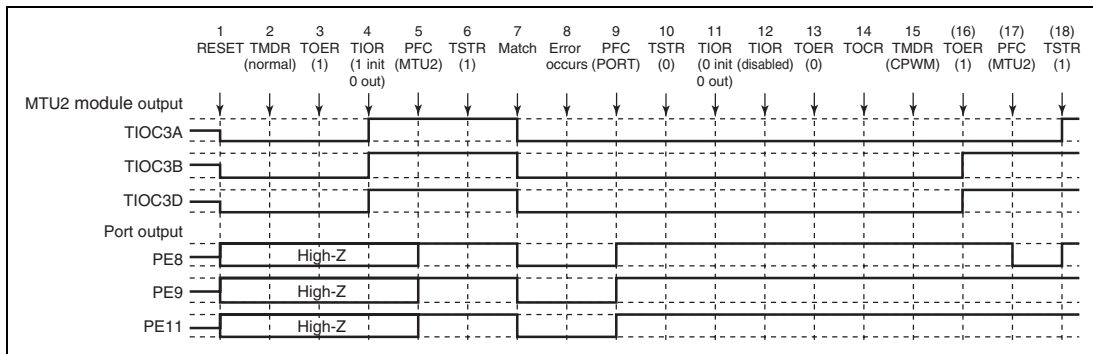 1 2 3 4 5 6 7 8 9 10 11 12 13 14 15 (16) (17) (18)
RESET TMDR TOER TIOR PFC TSTR Match Error PFC TSTR TIOR TIOR TOER TOCR TMDR TOER PFC TSTR
(normal) (1) (1 init (MTU2) (1) occurs (PORT) (0) (0 init (disabled) (0) (CPWM) (1) (MTU2) (1)
0 out) 0 out)
MTU2 module output
TIOC3A
TIOC3B
TIOC3D
Port output
PE8 High-Z
PE9 High-Z
PE11 High-Z